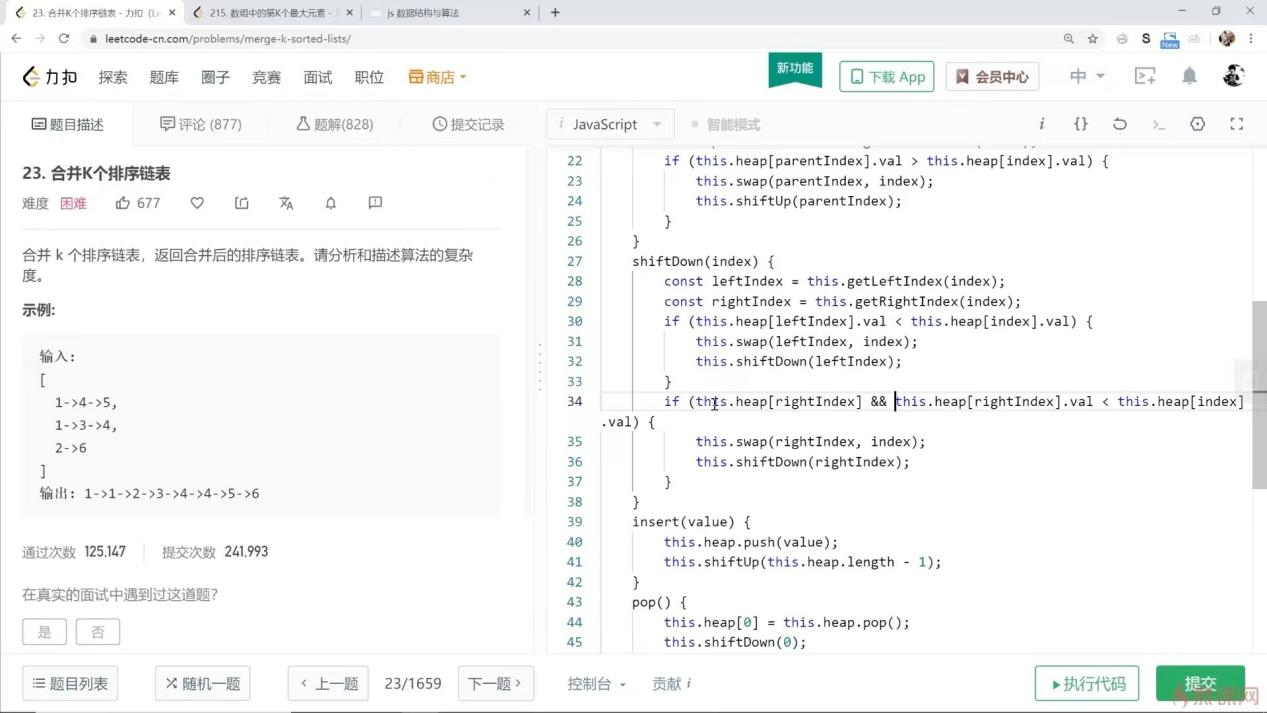 23. 合并K个排序链表 - 力扣 (Le
215. 数组中的第K个最大元素 -
js 数据结构与算法
leetcode-cn.com/problems/merge-k-sorted-lists/
S
New
力扣 探索 题库 圈子 竞赛 面试 职位 商店 新功能 下载 App 会员中心 中
题目描述 评论 (877) 题解(828) 提交记录 i JavaScript 智能模式 i {} >_
23. 合并K个排序链表
难度 困难 677
合并 k 个排序链表，返回合并后的排序链表。请分析和描述算法的复杂
度。
示例:
输入:
[
1->4->5,
1->3->4,
2->6
]
输出: 1->1->2->3->4->4->5->6
通过次数 125,147 提交次数 241,993
在真实的面试中遇到过这道题?
是 否
22 if (this.heap[parentIndex].val > this.heap[index].val) {
23 this.swap(parentIndex, index);
24 this.shiftUp(parentIndex);
25 }
26 }
27 shiftDown(index) {
28 const leftIndex = this.getLeftIndex(index);
29 const rightIndex = this.getRightIndex(index);
30 if (this.heap[leftIndex].val < this.heap[index].val) {
31 this.swap(leftIndex, index);
32 this.shiftDown(leftIndex);
33 }
34 if (this.heap[rightIndex] && this.heap[rightIndex].val < this.heap[index]
.val) {
35 this.swap(rightIndex, index);
36 this.shiftDown(rightIndex);
37 }
38 }
39 insert(value) {
40 this.heap.push(value);
41 this.shiftUp(this.heap.length - 1);
42 }
43 pop() {
44 this.heap[0] = this.heap.pop();
45 this.shiftDown(0);
题目列表 随机一题 上一题 23/1659 下一题 控制台 贡献 i 执行代码 提交
慕课网